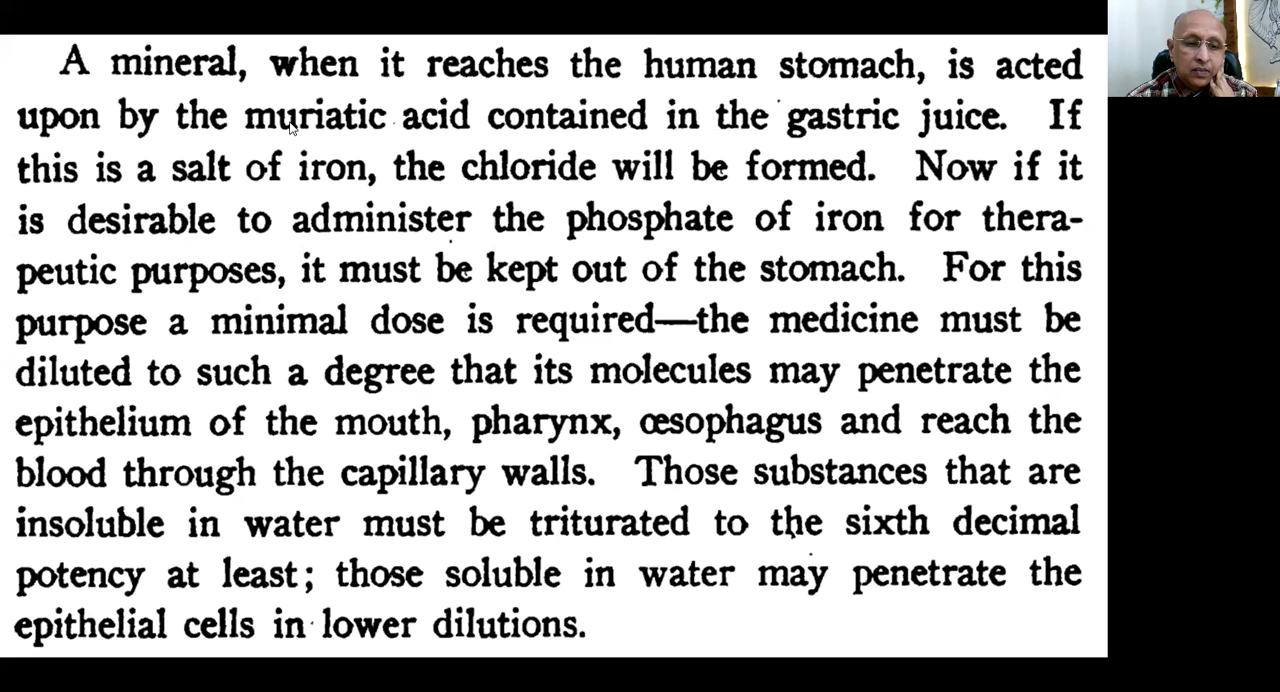 A mineral, when it reaches the human stomach, is acted
upon by the muriatic acid contained in the gastric juice. If
this is a salt of iron, the chloride will be formed. Now if it
is desirable to administer the phosphate of iron for thera-
peutic purposes, it must be kept out of the stomach. For this
purpose a minimal dose is required—the medicine must be
diluted to such a degree that its molecules may penetrate the
epithelium of the mouth, pharynx, œsophagus and reach the
blood through the capillary walls. Those substances that are
insoluble in water must be triturated to the sixth decimal
potency at least; those soluble in water may penetrate the
epithelial cells in lower dilutions.